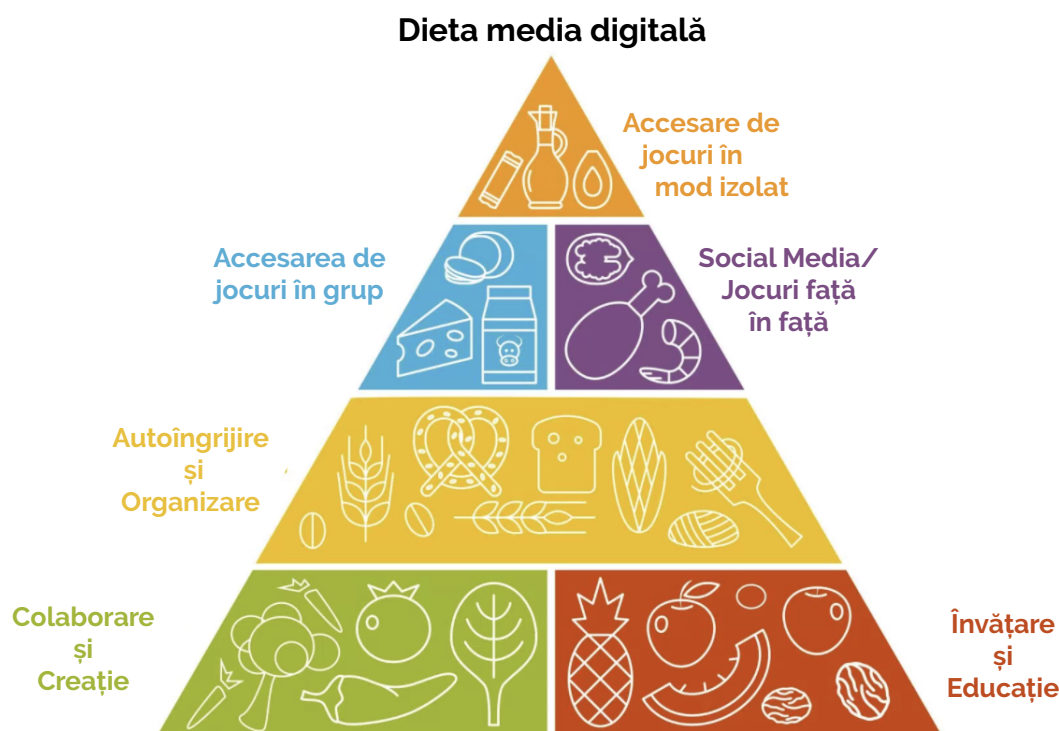 Dieta media digitală
Accesare de
jocuri în
mod izolat
Accesarea de
jocuri în grup
Social Media/
Jocuri față
în față
Autoîngrijire
și
Organizare
Colaborare
și
Creație
Învățare
și
Educație